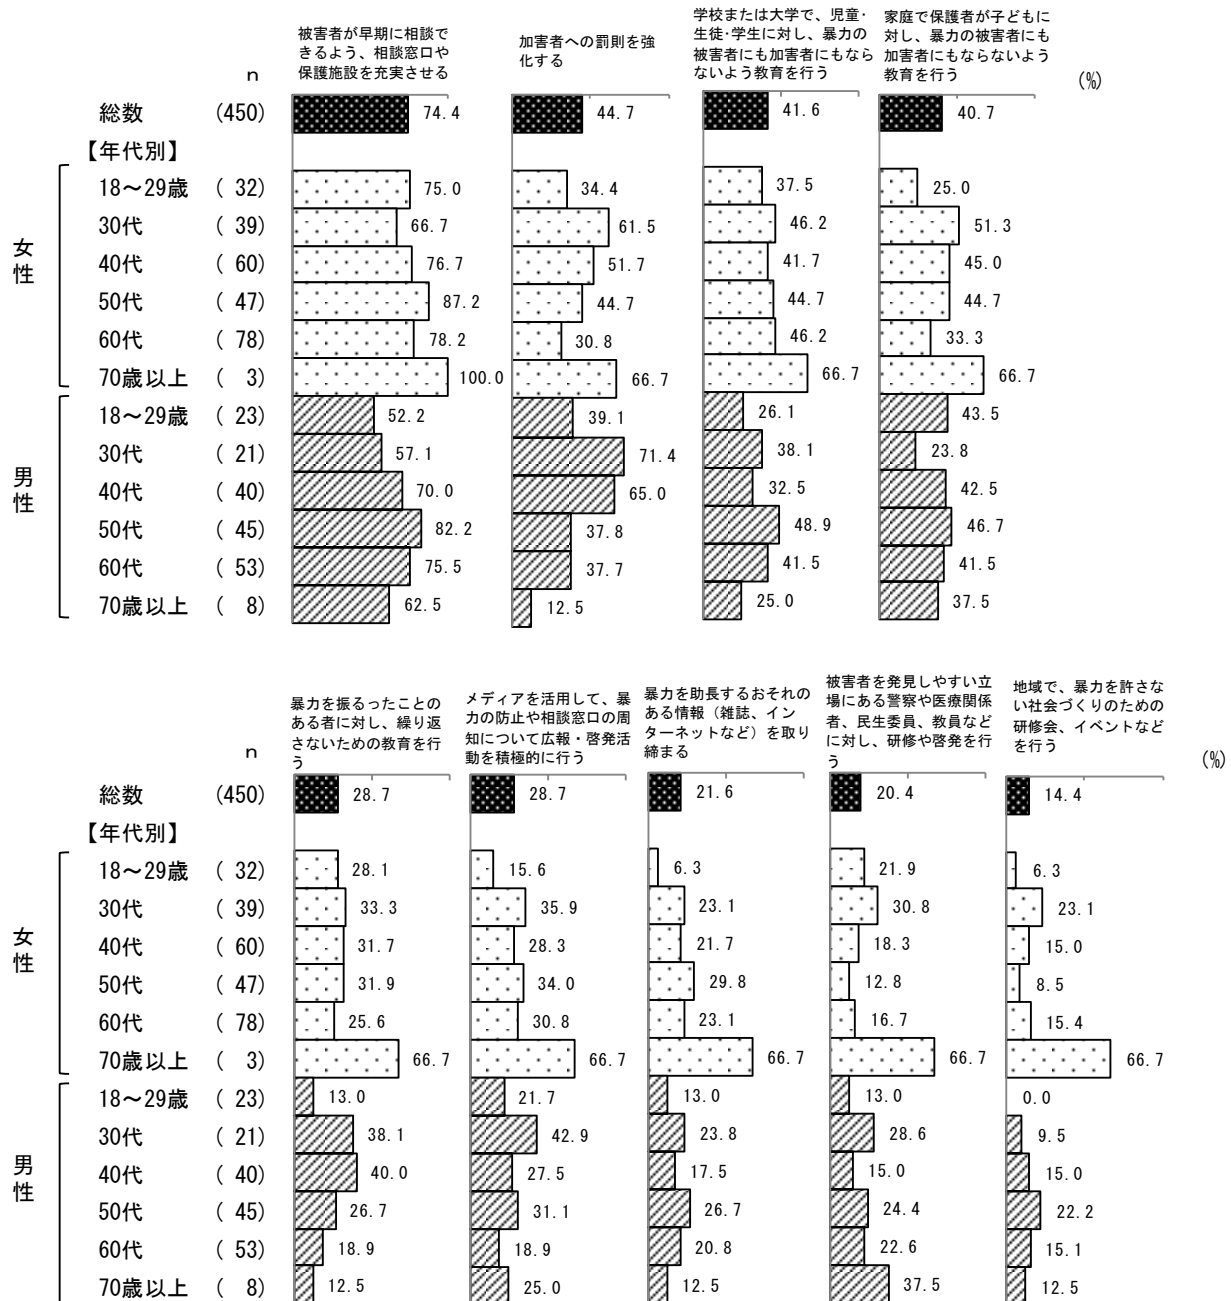 被害者が早期に相談で
きるよう、相談窓口や
保護施設を充実させる
加害者への罰則を強
化する
学校または大学で、児童・
生徒・学生に対し、暴力の
被害者にも加害者にもなら
ないよう教育を行う
家庭で保護者が子どもに
対し、暴力の被害者にも
加害者にもならないよう
教育を行う
n
(%)
総数 (450) 74.4 44.7 41.6 40.7
【年代別】
女性
18～29歳 ( 32) 75.0 34.4 37.5 25.0
30代 ( 39) 66.7 61.5 46.2 51.3
40代 ( 60) 76.7 51.7 41.7 45.0
50代 ( 47) 87.2 44.7 44.7 44.7
60代 ( 78) 78.2 30.8 46.2 33.3
70歳以上 ( 3) 100.0 66.7 66.7 66.7
男性
18～29歳 ( 23) 52.2 39.1 26.1 43.5
30代 ( 21) 57.1 71.4 38.1 23.8
40代 ( 40) 70.0 65.0 32.5 42.5
50代 ( 45) 82.2 37.8 48.9 46.7
60代 ( 53) 75.5 37.7 41.5 41.5
70歳以上 ( 8) 62.5 12.5 25.0 37.5
暴力を振るったことの
ある者に対し、繰り返
さないための教育を行
う
メディアを活用して、暴
力の防止や相談窓口の周
知について広報・啓発活
動を積極的に行う
暴力を助長するおそれの
ある情報（雑誌、イン
ターネットなど）を取り
締まる
被害者を発見しやすい立
場にある警察や医療関係
者、民生委員、教員など
に対し、研修や啓発を行
う
地域で、暴力を許さな
い社会づくりのための
研修会、イベントなど
を行う
n
(%)
総数 (450) 28.7 28.7 21.6 20.4 14.4
【年代別】
女性
18～29歳 ( 32) 28.1 15.6 6.3 21.9 6.3
30代 ( 39) 33.3 35.9 23.1 30.8 23.1
40代 ( 60) 31.7 28.3 21.7 18.3 15.0
50代 ( 47) 31.9 34.0 29.8 12.8 8.5
60代 ( 78) 25.6 30.8 23.1 16.7 15.4
70歳以上 ( 3) 66.7 66.7 66.7 66.7 66.7
男性
18～29歳 ( 23) 13.0 21.7 13.0 13.0 0.0
30代 ( 21) 38.1 42.9 23.8 28.6 9.5
40代 ( 40) 40.0 27.5 17.5 15.0 15.0
50代 ( 45) 26.7 31.1 26.7 24.4 22.2
60代 ( 53) 18.9 18.9 20.8 22.6 15.1
70歳以上 ( 8) 12.5 25.0 12.5 37.5 12.5